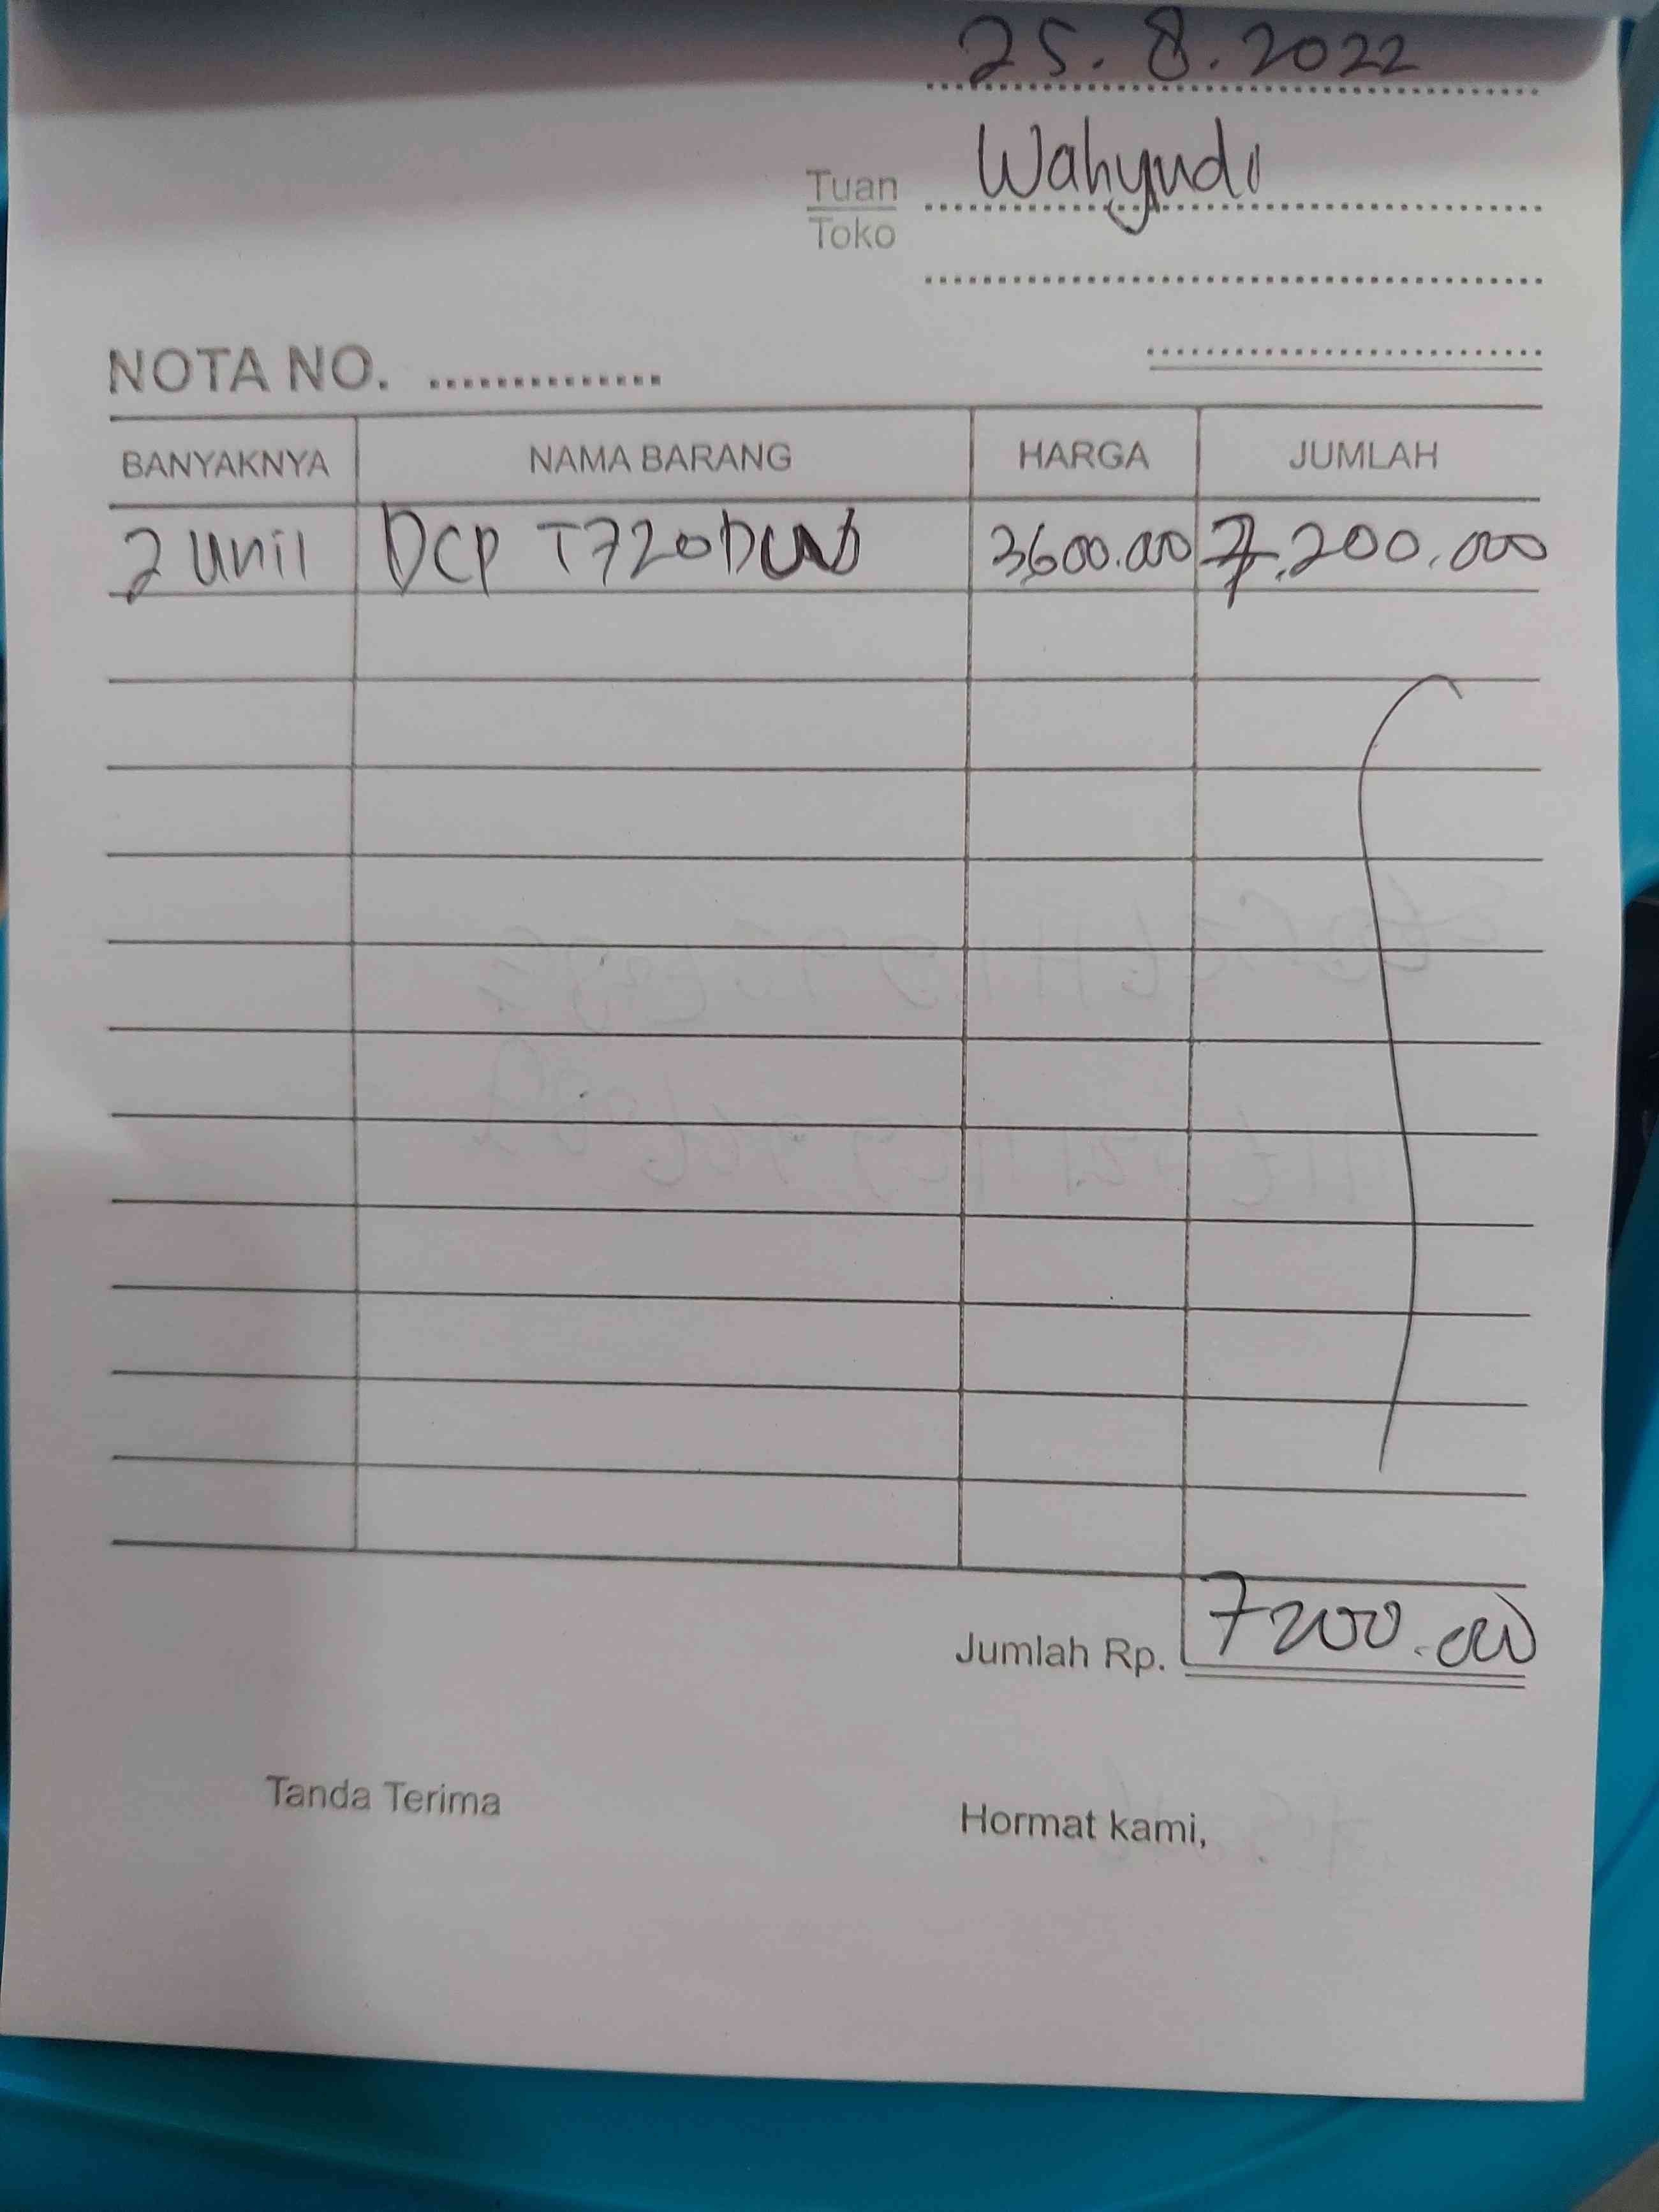 25.8.2022
Tuan Wahyudi
Toko
NOTA NO. ..............
BANYAKNYA NAMA BARANG HARGA JUMLAH
2 Unit DCP T720DW 3600.000 7.200.000
Jumlah Rp. 7200.000
Tanda Terima Hormat kami,